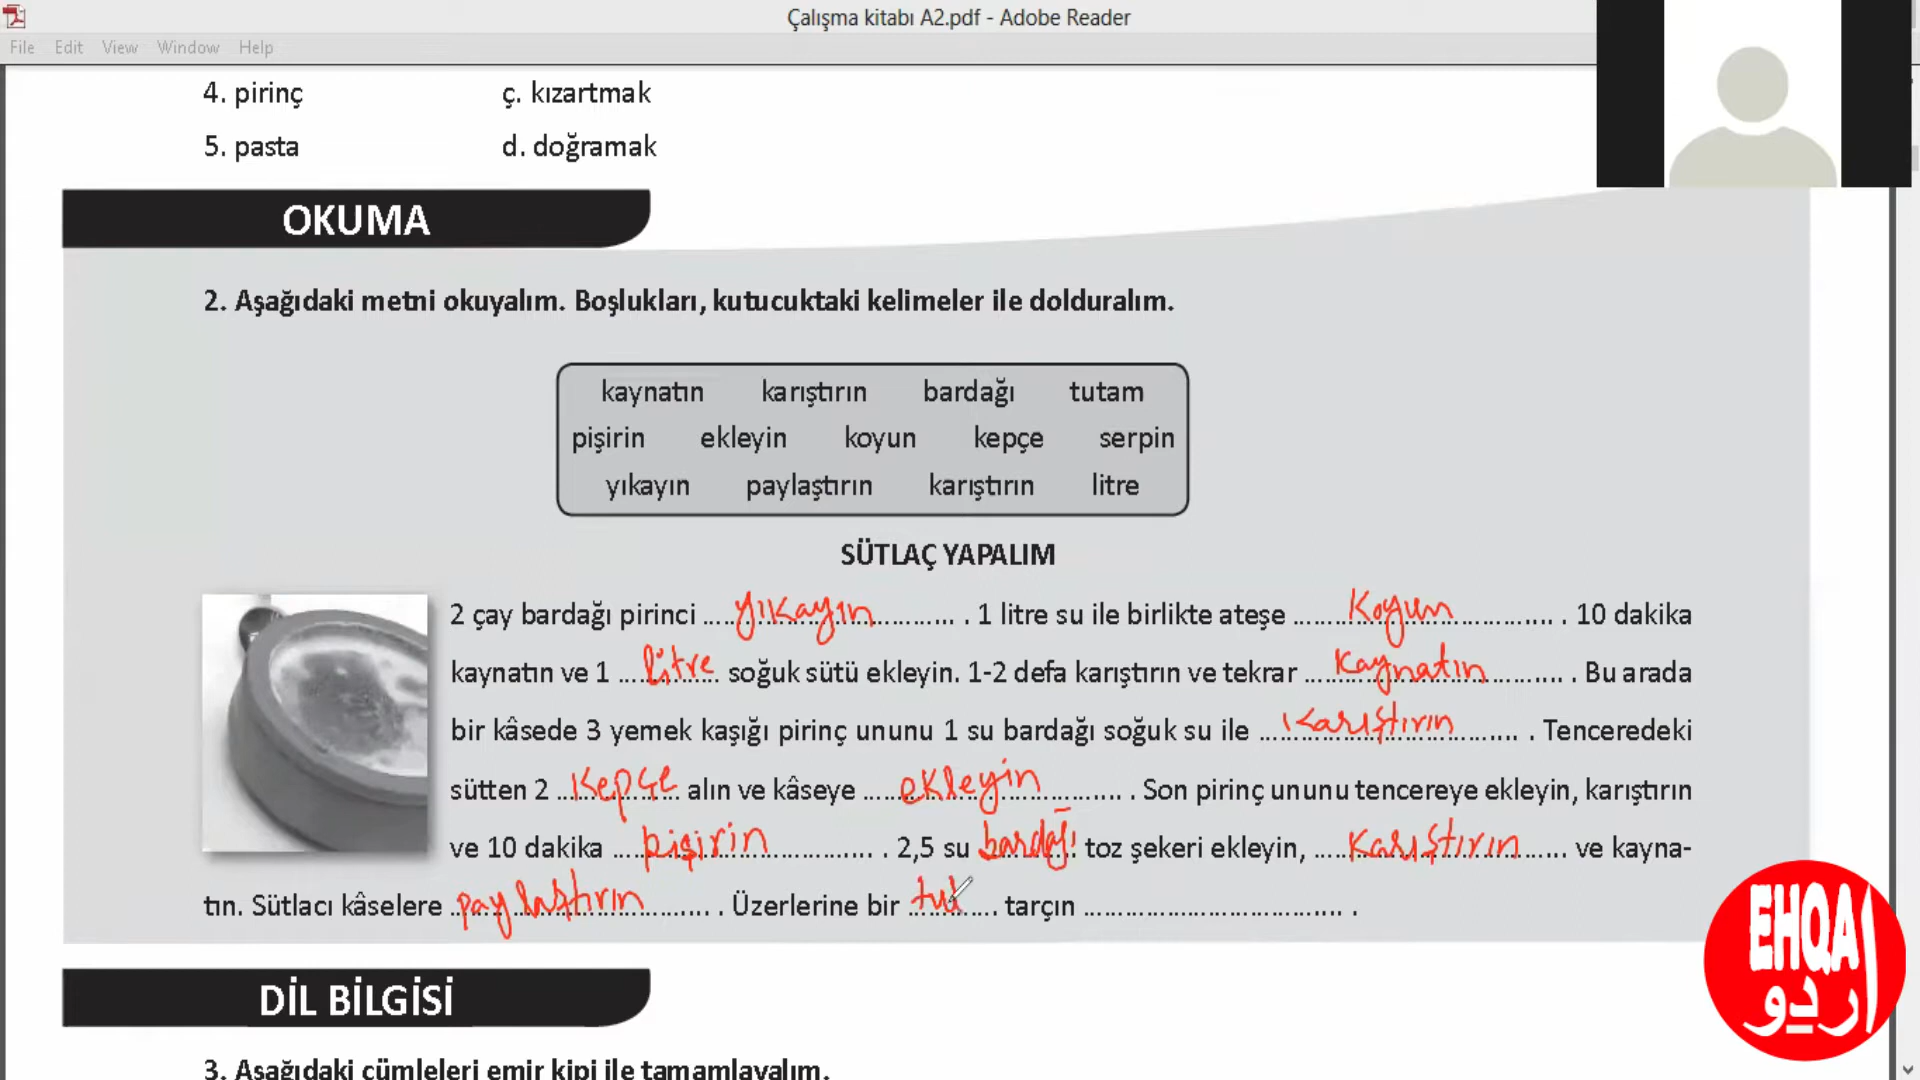 Çalışma kitabı A2.pdf - Adobe Reader
File Edit View Window Help
4. pirinç ç. kızartmak
5. pasta d. doğramak
OKUMA
2. Aşağıdaki metni okuyalım. Boşlukları, kutucuktaki kelimeler ile dolduralım.
kaynatın karıştırın bardağı tutam
pişirin ekleyin koyun kepçe serpin
yıkayın paylaştırın karıştırın litre
SÜTLAÇ YAPALIM
2 çay bardağı pirinci yıkayın . 1 litre su ile birlikte ateşe Koyun . 10 dakika
kaynatın ve 1 litre soğuk sütü ekleyin. 1-2 defa karıştırın ve tekrar Kaynatın . Bu arada
bir kâsede 3 yemek kaşığı pirinç ununu 1 su bardağı soğuk su ile Karıştırın . Tenceredeki
sütten 2 Kepçe alın ve kâseye ekleyin . Son pirinç ununu tencereye ekleyin, karıştırın
ve 10 dakika pişirin . 2,5 su bardağı toz şekeri ekleyin, Karıştırın ve kayna-
tın. Sütlacı kâselere paylaştırın . Üzerlerine bir tut tarçın .
DİL BİLGİSİ
3. Aşağıdaki cümleleri emir kipi ile tamamlayalım.
EHQA
اردو